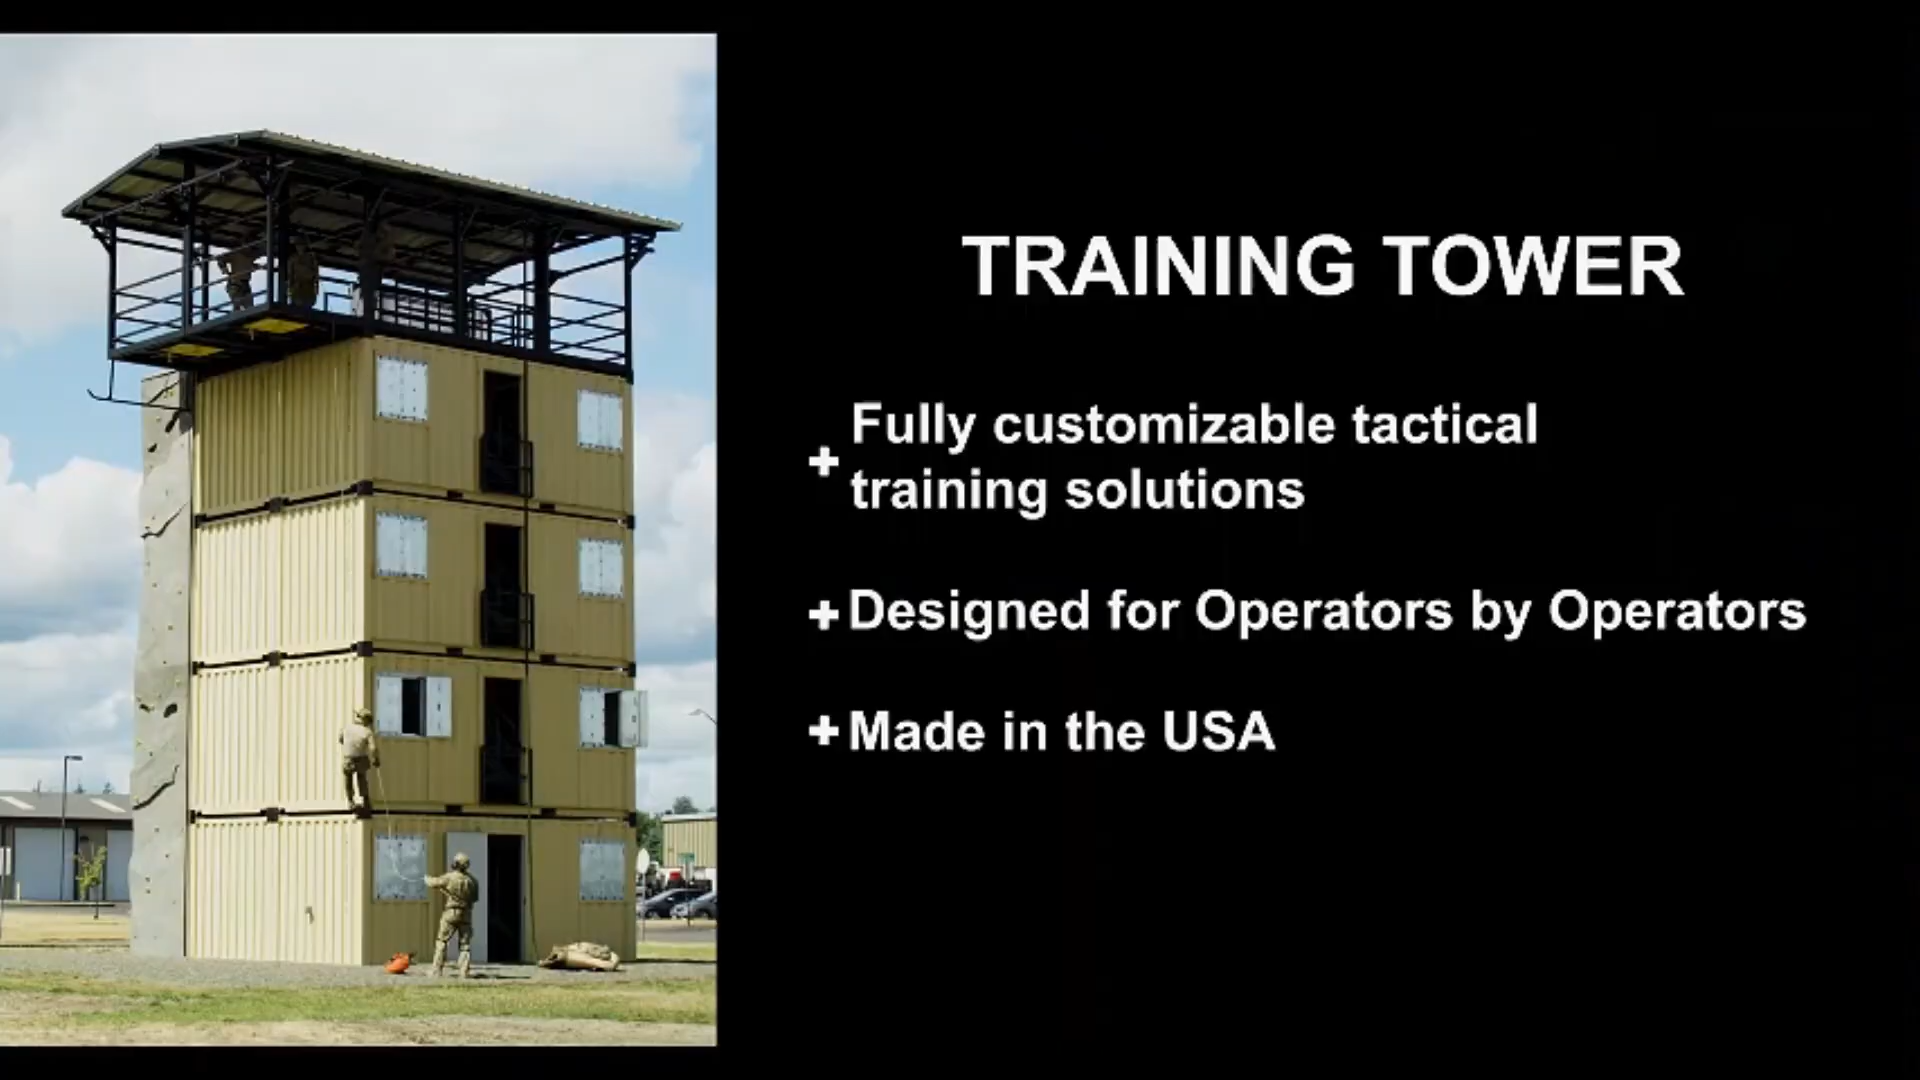 TRAINING TOWER
+ Fully customizable tactical
training solutions
+ Designed for Operators by Operators
+ Made in the USA